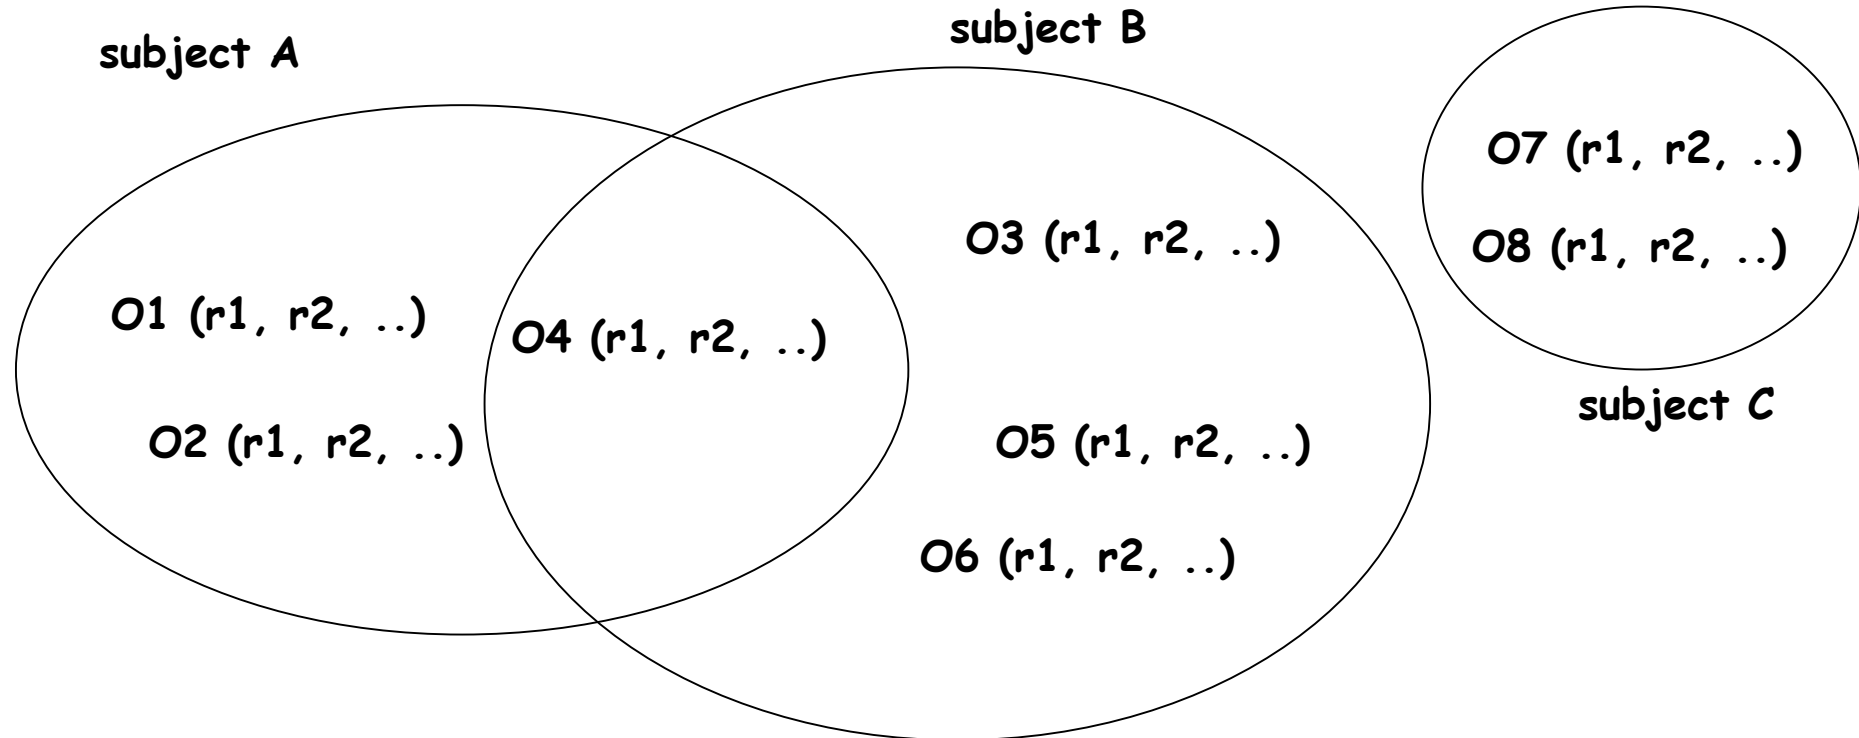 subject A
subject B
O1 (r1, r2, ..)
O2 (r1, r2, ..)
O4 (r1, r2, ..)
O3 (r1, r2, ..)
O5 (r1, r2, ..)
O6 (r1, r2, ..)
O7 (r1, r2, ..)
O8 (r1, r2, ..)
subject C